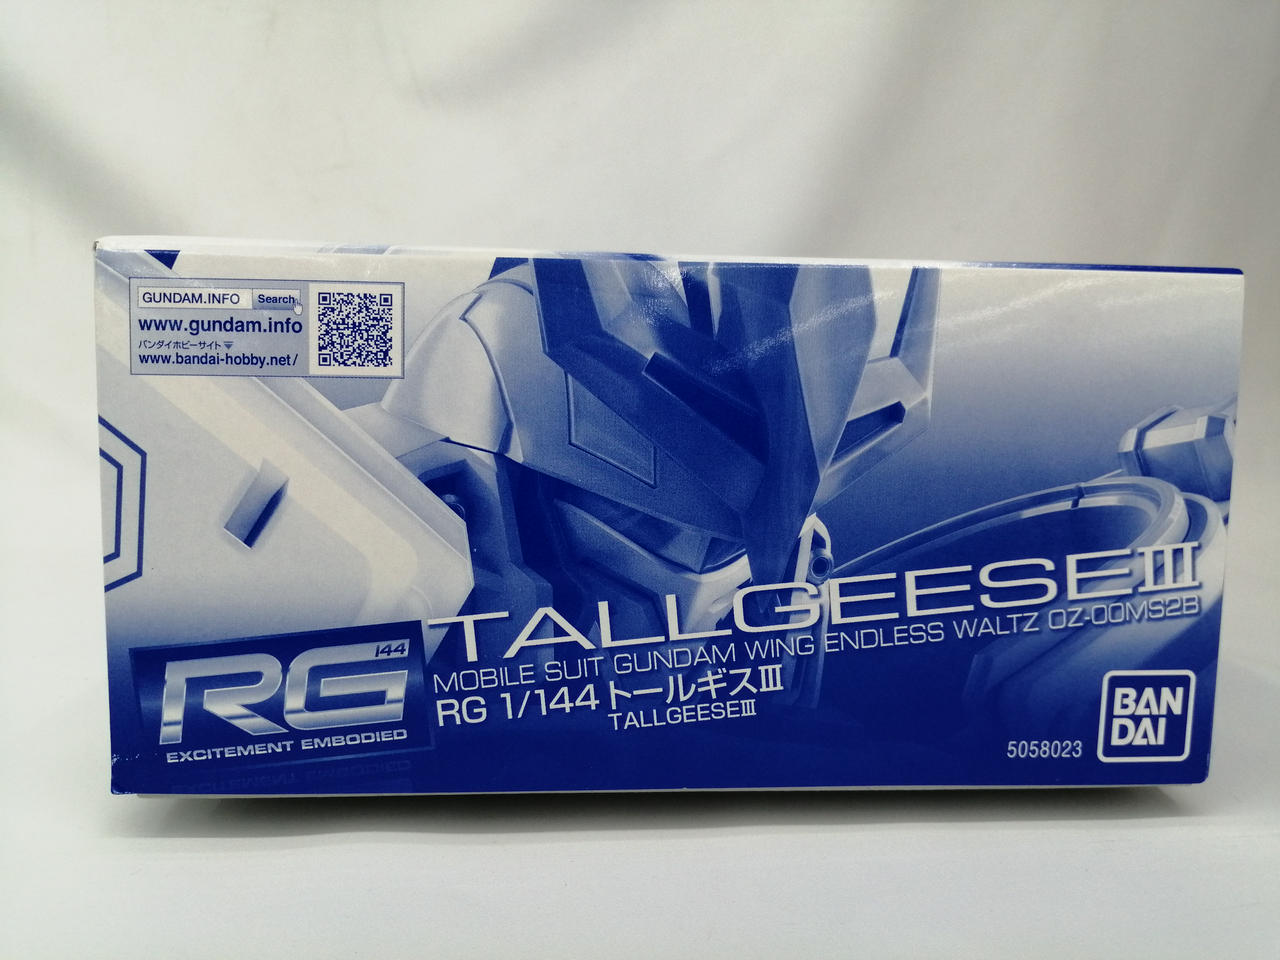 GUNDAM.INFO Search
www.gundam.info
バンダイホビーサイト▼
www.bandai-hobby.net/
TALLGEESEⅢ
MOBILE SUIT GUNDAM WING ENDLESS WALTZ OZ-00MS2B
RG 1/144 トールギスⅢ
TALLGEESEⅢ
RG 144
EXCITEMENT EMBODIED
5058023
BAN
DAI